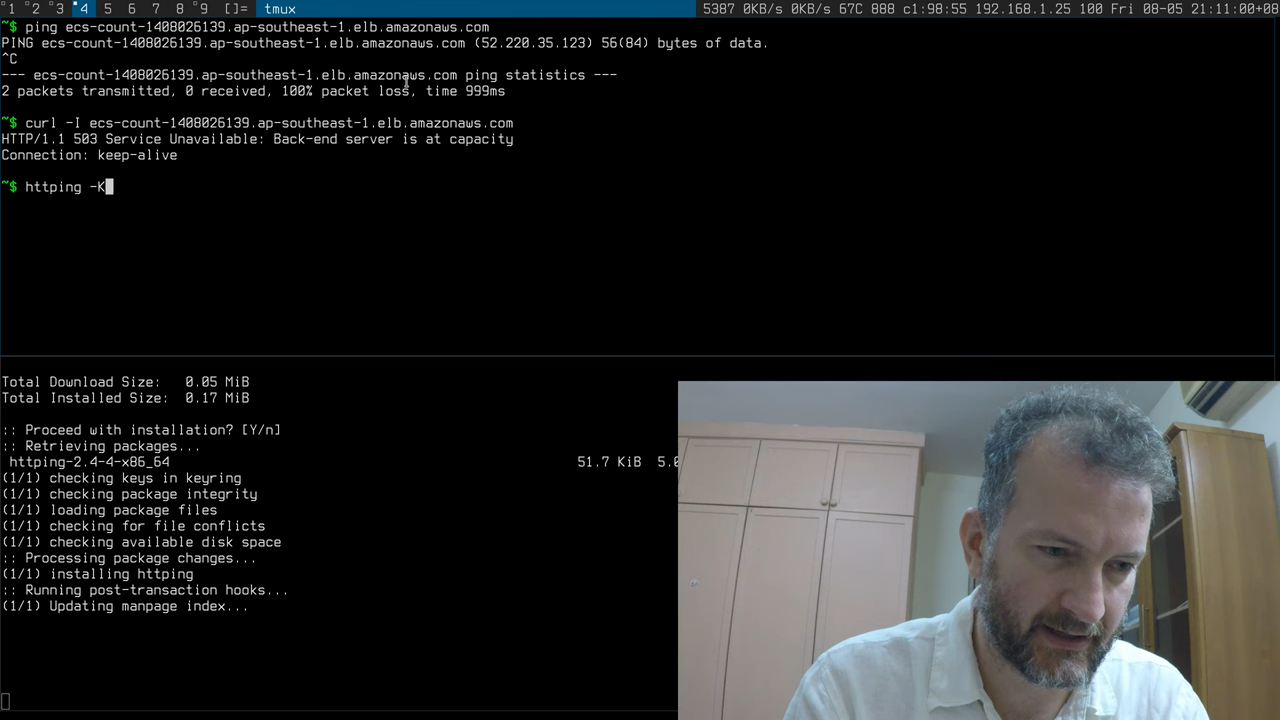 1 2 3 4 5 6 7 8 9 []= tmux 5387 0KB/s 0KB/s 67C 888 c1:98:55 192.168.1.25 100 Fri 08-05 21:11:00+08
~$ ping ecs-count-1408026139.ap-southeast-1.elb.amazonaws.com
PING ecs-count-1408026139.ap-southeast-1.elb.amazonaws.com (52.220.35.123) 56(84) bytes of data.
^C
--- ecs-count-1408026139.ap-southeast-1.elb.amazonaws.com ping statistics ---
2 packets transmitted, 0 received, 100% packet loss, time 999ms
~$ curl -I ecs-count-1408026139.ap-southeast-1.elb.amazonaws.com
HTTP/1.1 503 Service Unavailable: Back-end server is at capacity
Connection: keep-alive
~$ httping -K
Total Download Size: 0.05 MiB
Total Installed Size: 0.17 MiB
:: Proceed with installation? [Y/n]
:: Retrieving packages...
httping-2.4-4-x86_64 51.7 KiB 5.0
(1/1) checking keys in keyring
(1/1) checking package integrity
(1/1) loading package files
(1/1) checking for file conflicts
(1/1) checking available disk space
:: Processing package changes...
(1/1) installing httping
:: Running post-transaction hooks...
(1/1) Updating manpage index...